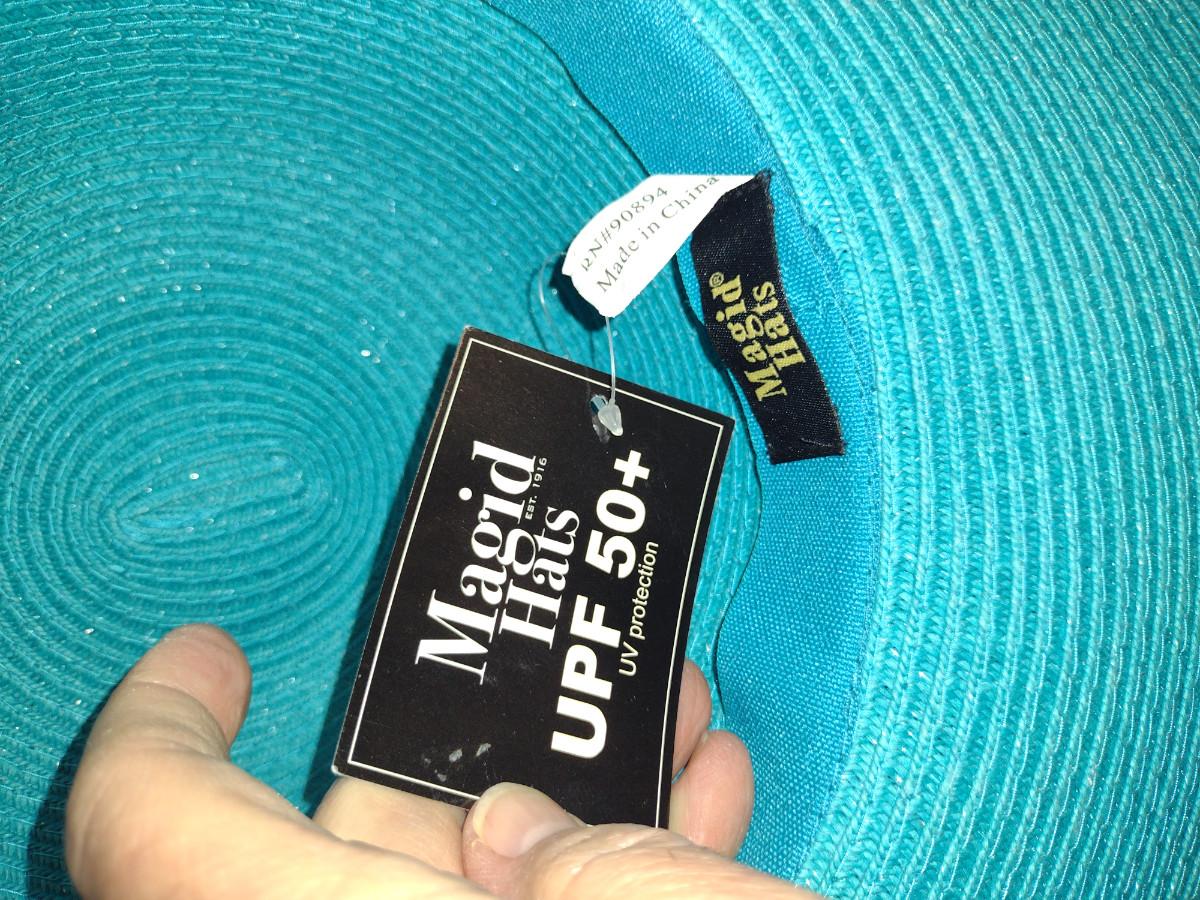 RN#90894
Made in China
Magid®
Hats
Magid
EST. 1916
Hats
UPF 50+
UV protection